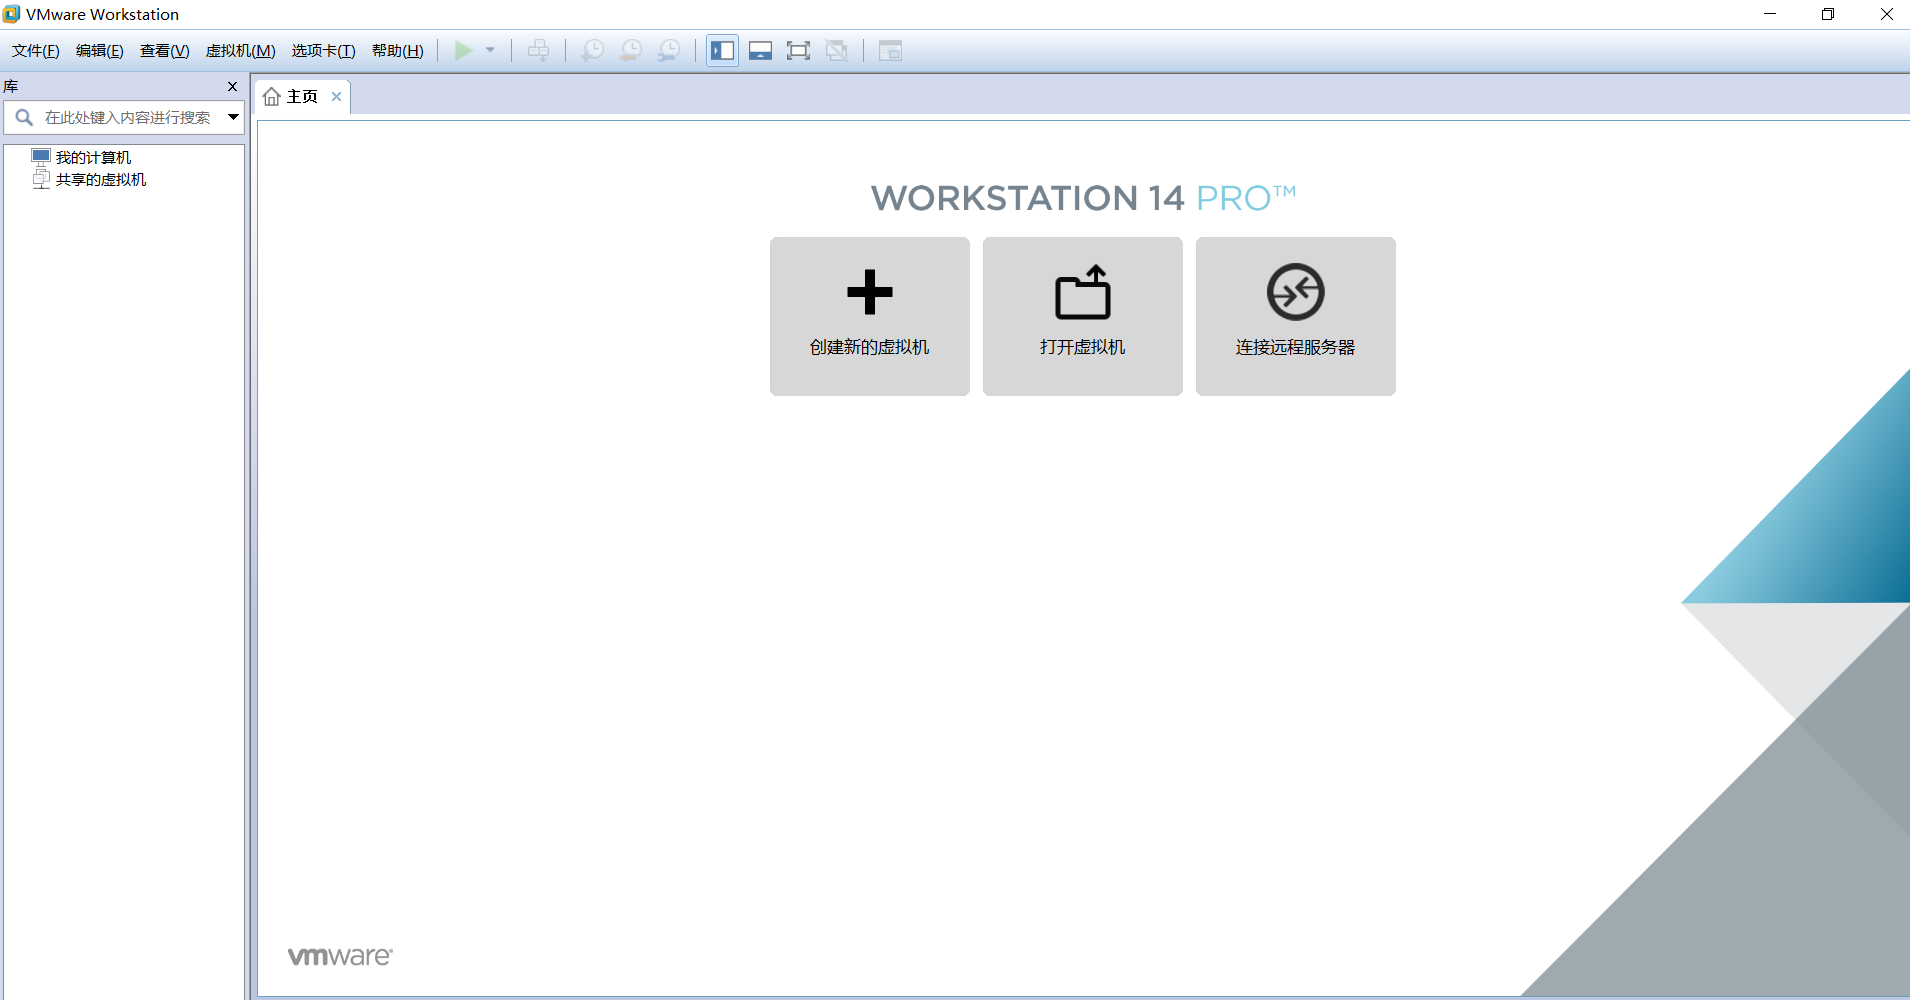 VMware Workstation
文件(F) 编辑(E) 查看(V) 虚拟机(M) 选项卡(T) 帮助(H)
库
主页
在此处键入内容进行搜索
我的计算机
共享的虚拟机
WORKSTATION 14 PRO™
创建新的虚拟机 打开虚拟机 连接远程服务器
vmware